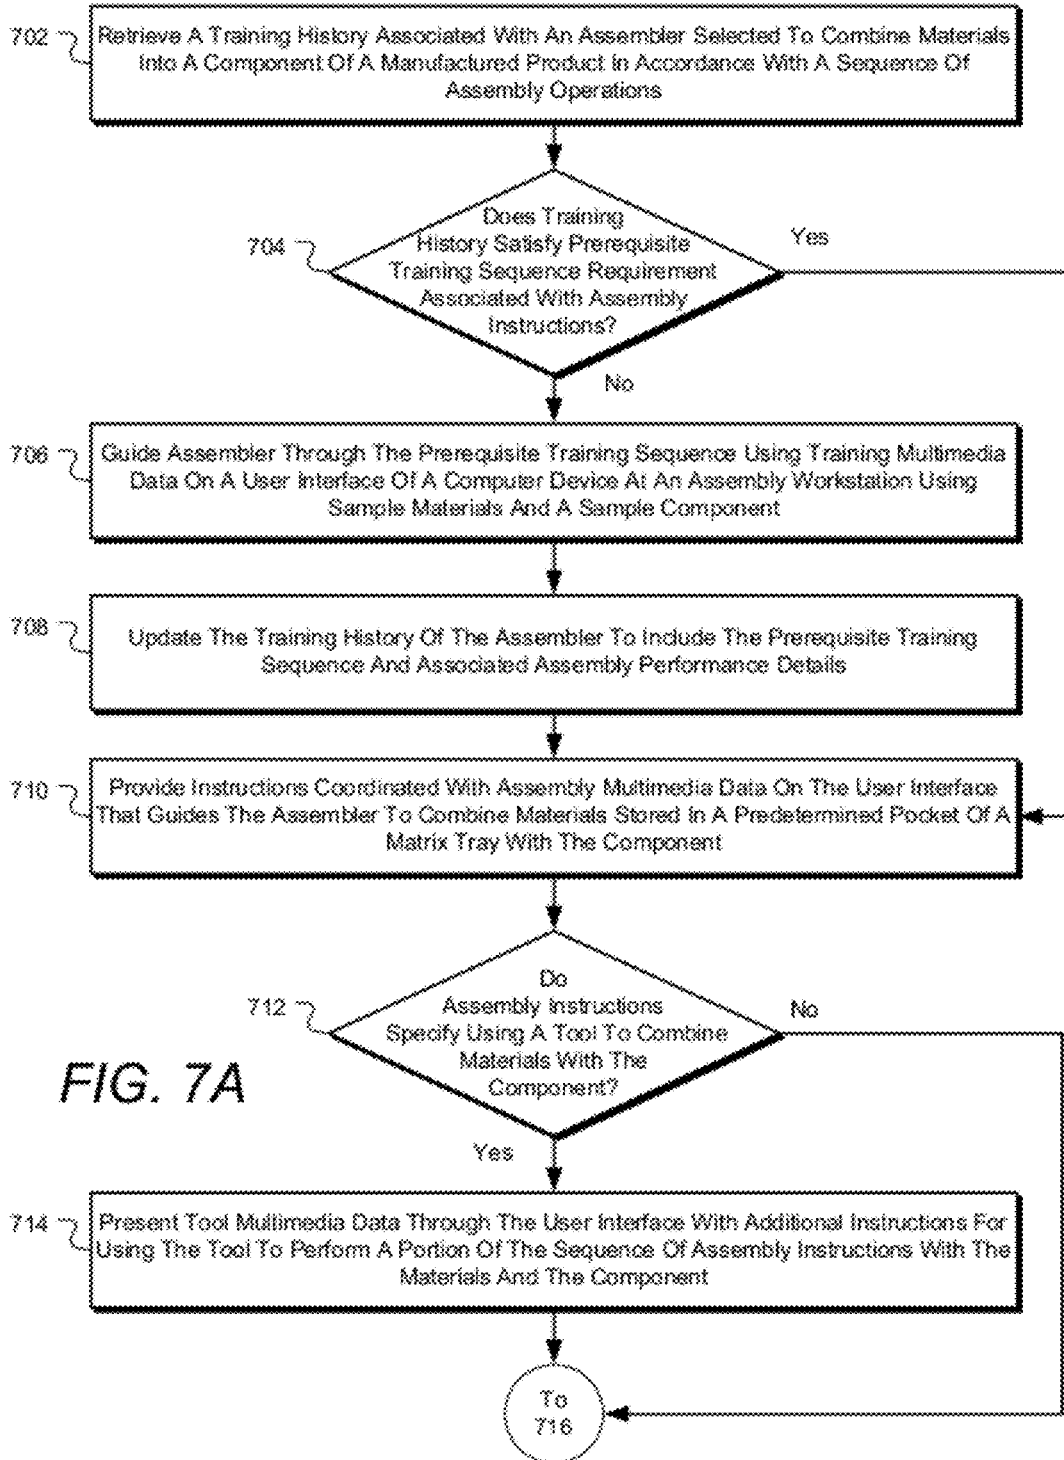 702
Retrieve A Training History Associated With An Assembler Selected To Combine Materials
Into A Component Of A Manufactured Product In Accordance With A Sequence Of
Assembly Operations
Does Training
History Satisfy Prerequisite
Training Sequence Requirement
Associated With Assembly
Instructions?
704
Yes
No
706
Guide Assembler Through The Prerequisite Training Sequence Using Training Multimedia
Data On A User Interface Of A Computer Device At An Assembly Workstation Using
Sample Materials And A Sample Component
708
Update The Training History Of The Assembler To Include The Prerequisite Training
Sequence And Associated Assembly Performance Details
710
Provide Instructions Coordinated With Assembly Multimedia Data On The User Interface
That Guides The Assembler To Combine Materials Stored In A Predetermined Pocket Of A
Matrix Tray With The Component
712
Do
Assembly Instructions
Specify Using A Tool To Combine
Materials With The
Component?
No
FIG. 7A
Yes
714
Present Tool Multimedia Data Through The User Interface With Additional Instructions For
Using The Tool To Perform A Portion Of The Sequence Of Assembly Instructions With The
Materials And The Component
To
716